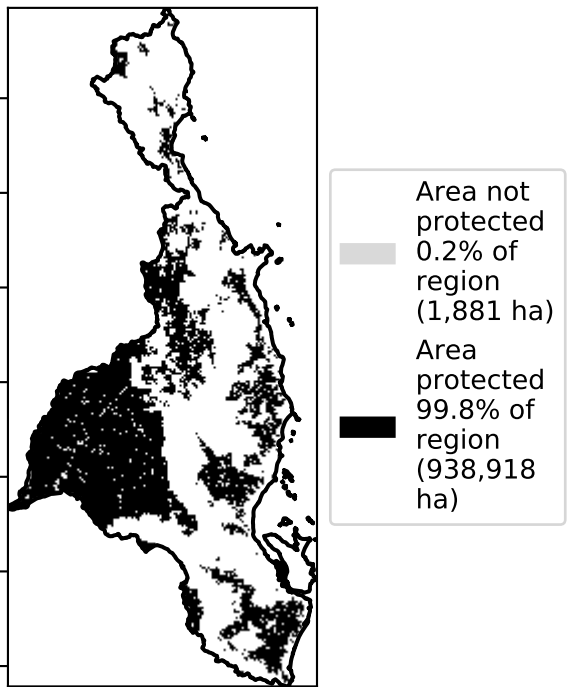 Area not
protected
0.2% of
region
(1,881 ha)
Area
protected
99.8% of
region
(938,918
ha)